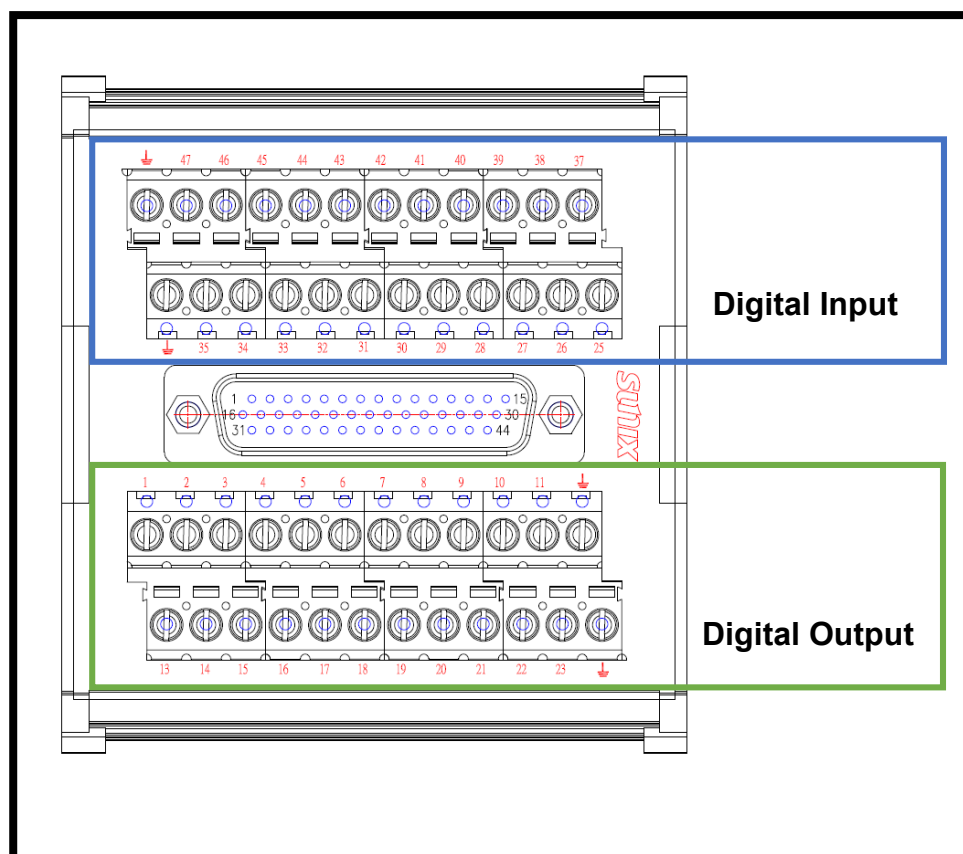 47 46 45 44 43 42 41 40 39 38 37
35 34 33 32 31 30 29 28 27 26 25
Digital Input
1 15
16 30
31 44
sunix
1 2 3 4 5 6 7 8 9 10 11
13 14 15 16 17 18 19 20 21 22 23
Digital Output